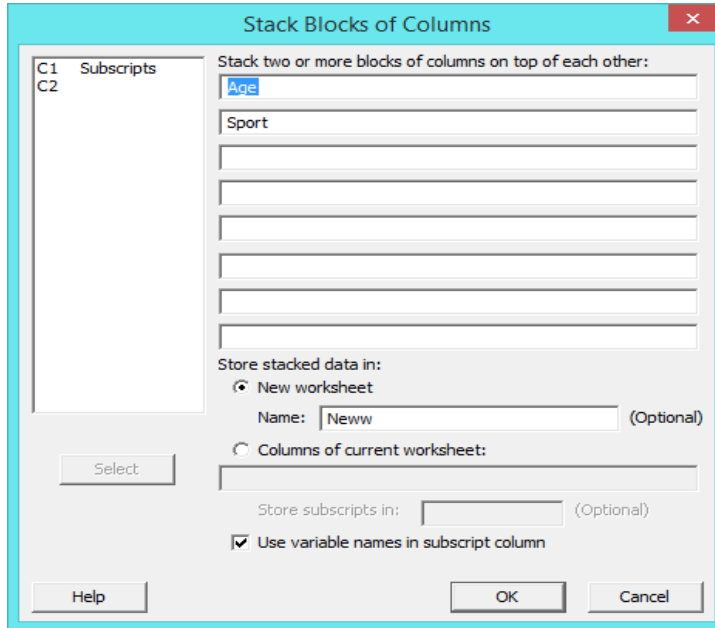 Stack Blocks of Columns
C1 Subscripts
C2
Stack two or more blocks of columns on top of each other:
Age
Sport
Store stacked data in:
New worksheet
Name: Neww (Optional)
Columns of current worksheet:
Select
Store subscripts in: (Optional)
Use variable names in subscript column
Help OK Cancel